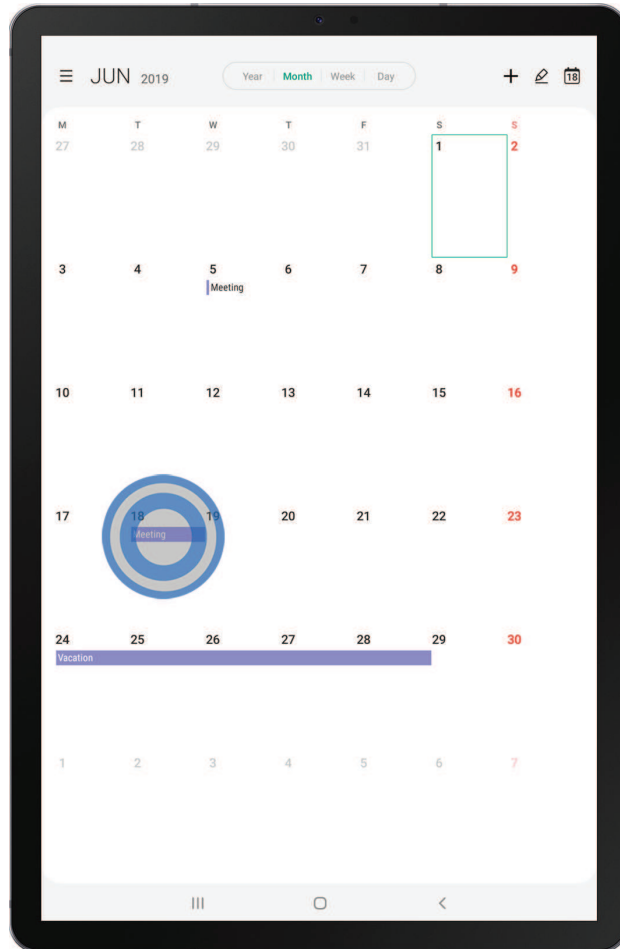 JUN 2019 Year Month Week Day 18
M T W T F S S
27 28 29 30 31 1 2
3 4 5 6 7 8 9
Meeting
10 11 12 13 14 15 16
17 18 19 20 21 22 23
Meeting
24 25 26 27 28 29 30
Vacation
1 2 3 4 5 6 7